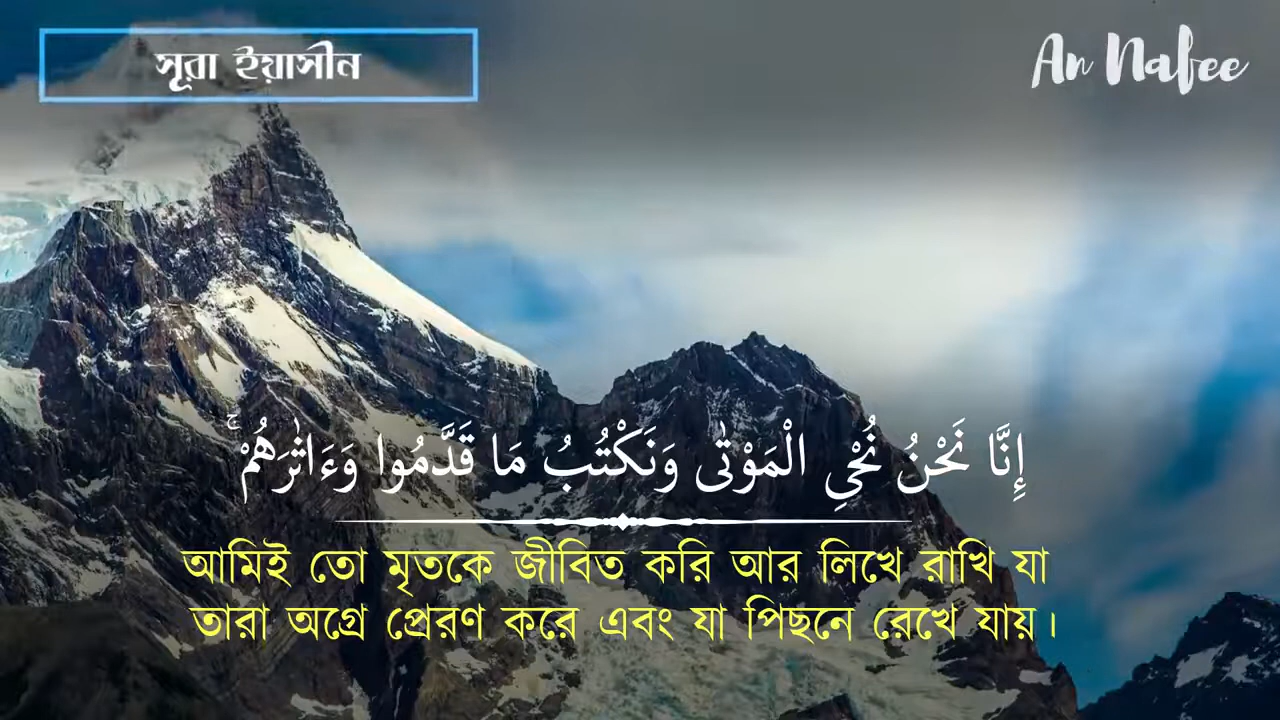 সূরা ইয়াসীন
An Nafee
إِنَّا نَحْنُ نُحْيِ الْمَوْتٰى وَنَكْتُبُ مَا قَدَّمُوا وَءَاثٰرَهُمْ ۚ
আমিই তো মৃতকে জীবিত করি আর লিখে রাখি যা
তারা অগ্রে প্রেরণ করে এবং যা পিছনে রেখে যায়।